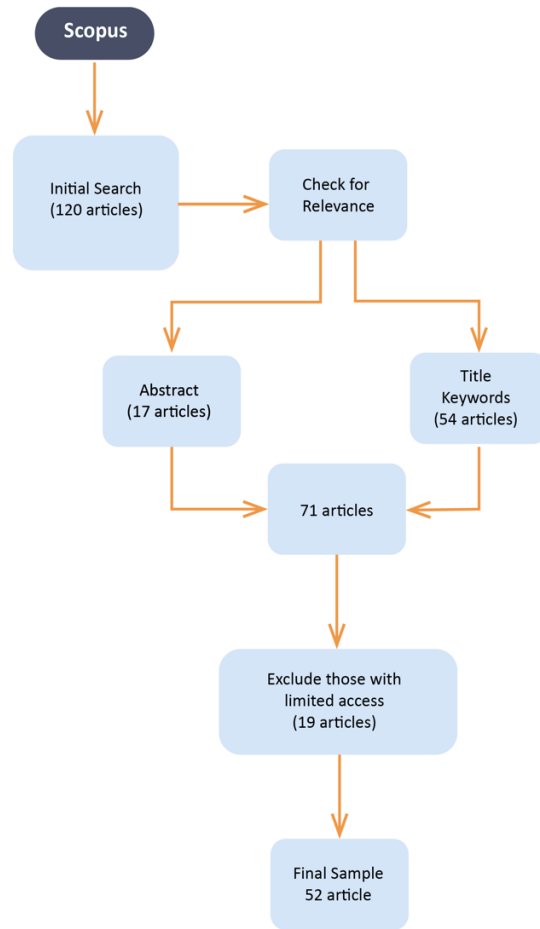 Scopus
Initial Search
(120 articles)
Check for
Relevance
Abstract
(17 articles)
Title
Keywords
(54 articles)
71 articles
Exclude those with
limited access
(19 articles)
Final Sample
52 article